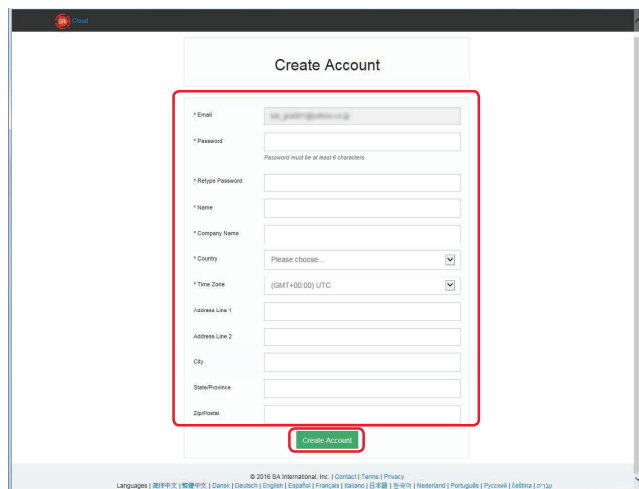 SAi Cloud
Create Account
* Email
* Password
Password must be at least 6 characters
* Retype Password
* Name
* Company Name
* Country Please choose...
* Time Zone (GMT+00:00) UTC
Address Line 1
Address Line 2
City
State/Province
Zip/Postal
Create Account
© 2016 SA International, Inc. | Contact | Terms | Privacy
Languages | 简体中文 | 繁體中文 | Dansk | Deutsch | English | Español | Français | Italiano | 日本語 | 한국어 | Nederland | Português | Русский | čeština | עברית